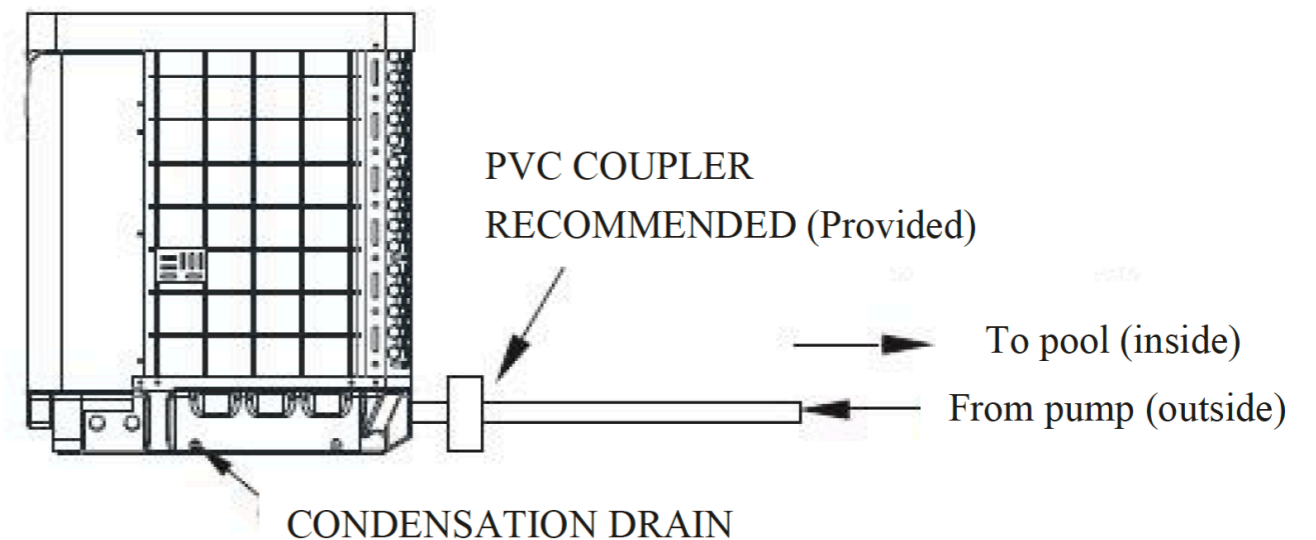 PVC COUPLER
RECOMMENDED (Provided)
To pool (inside)
From pump (outside)
CONDENSATION DRAIN